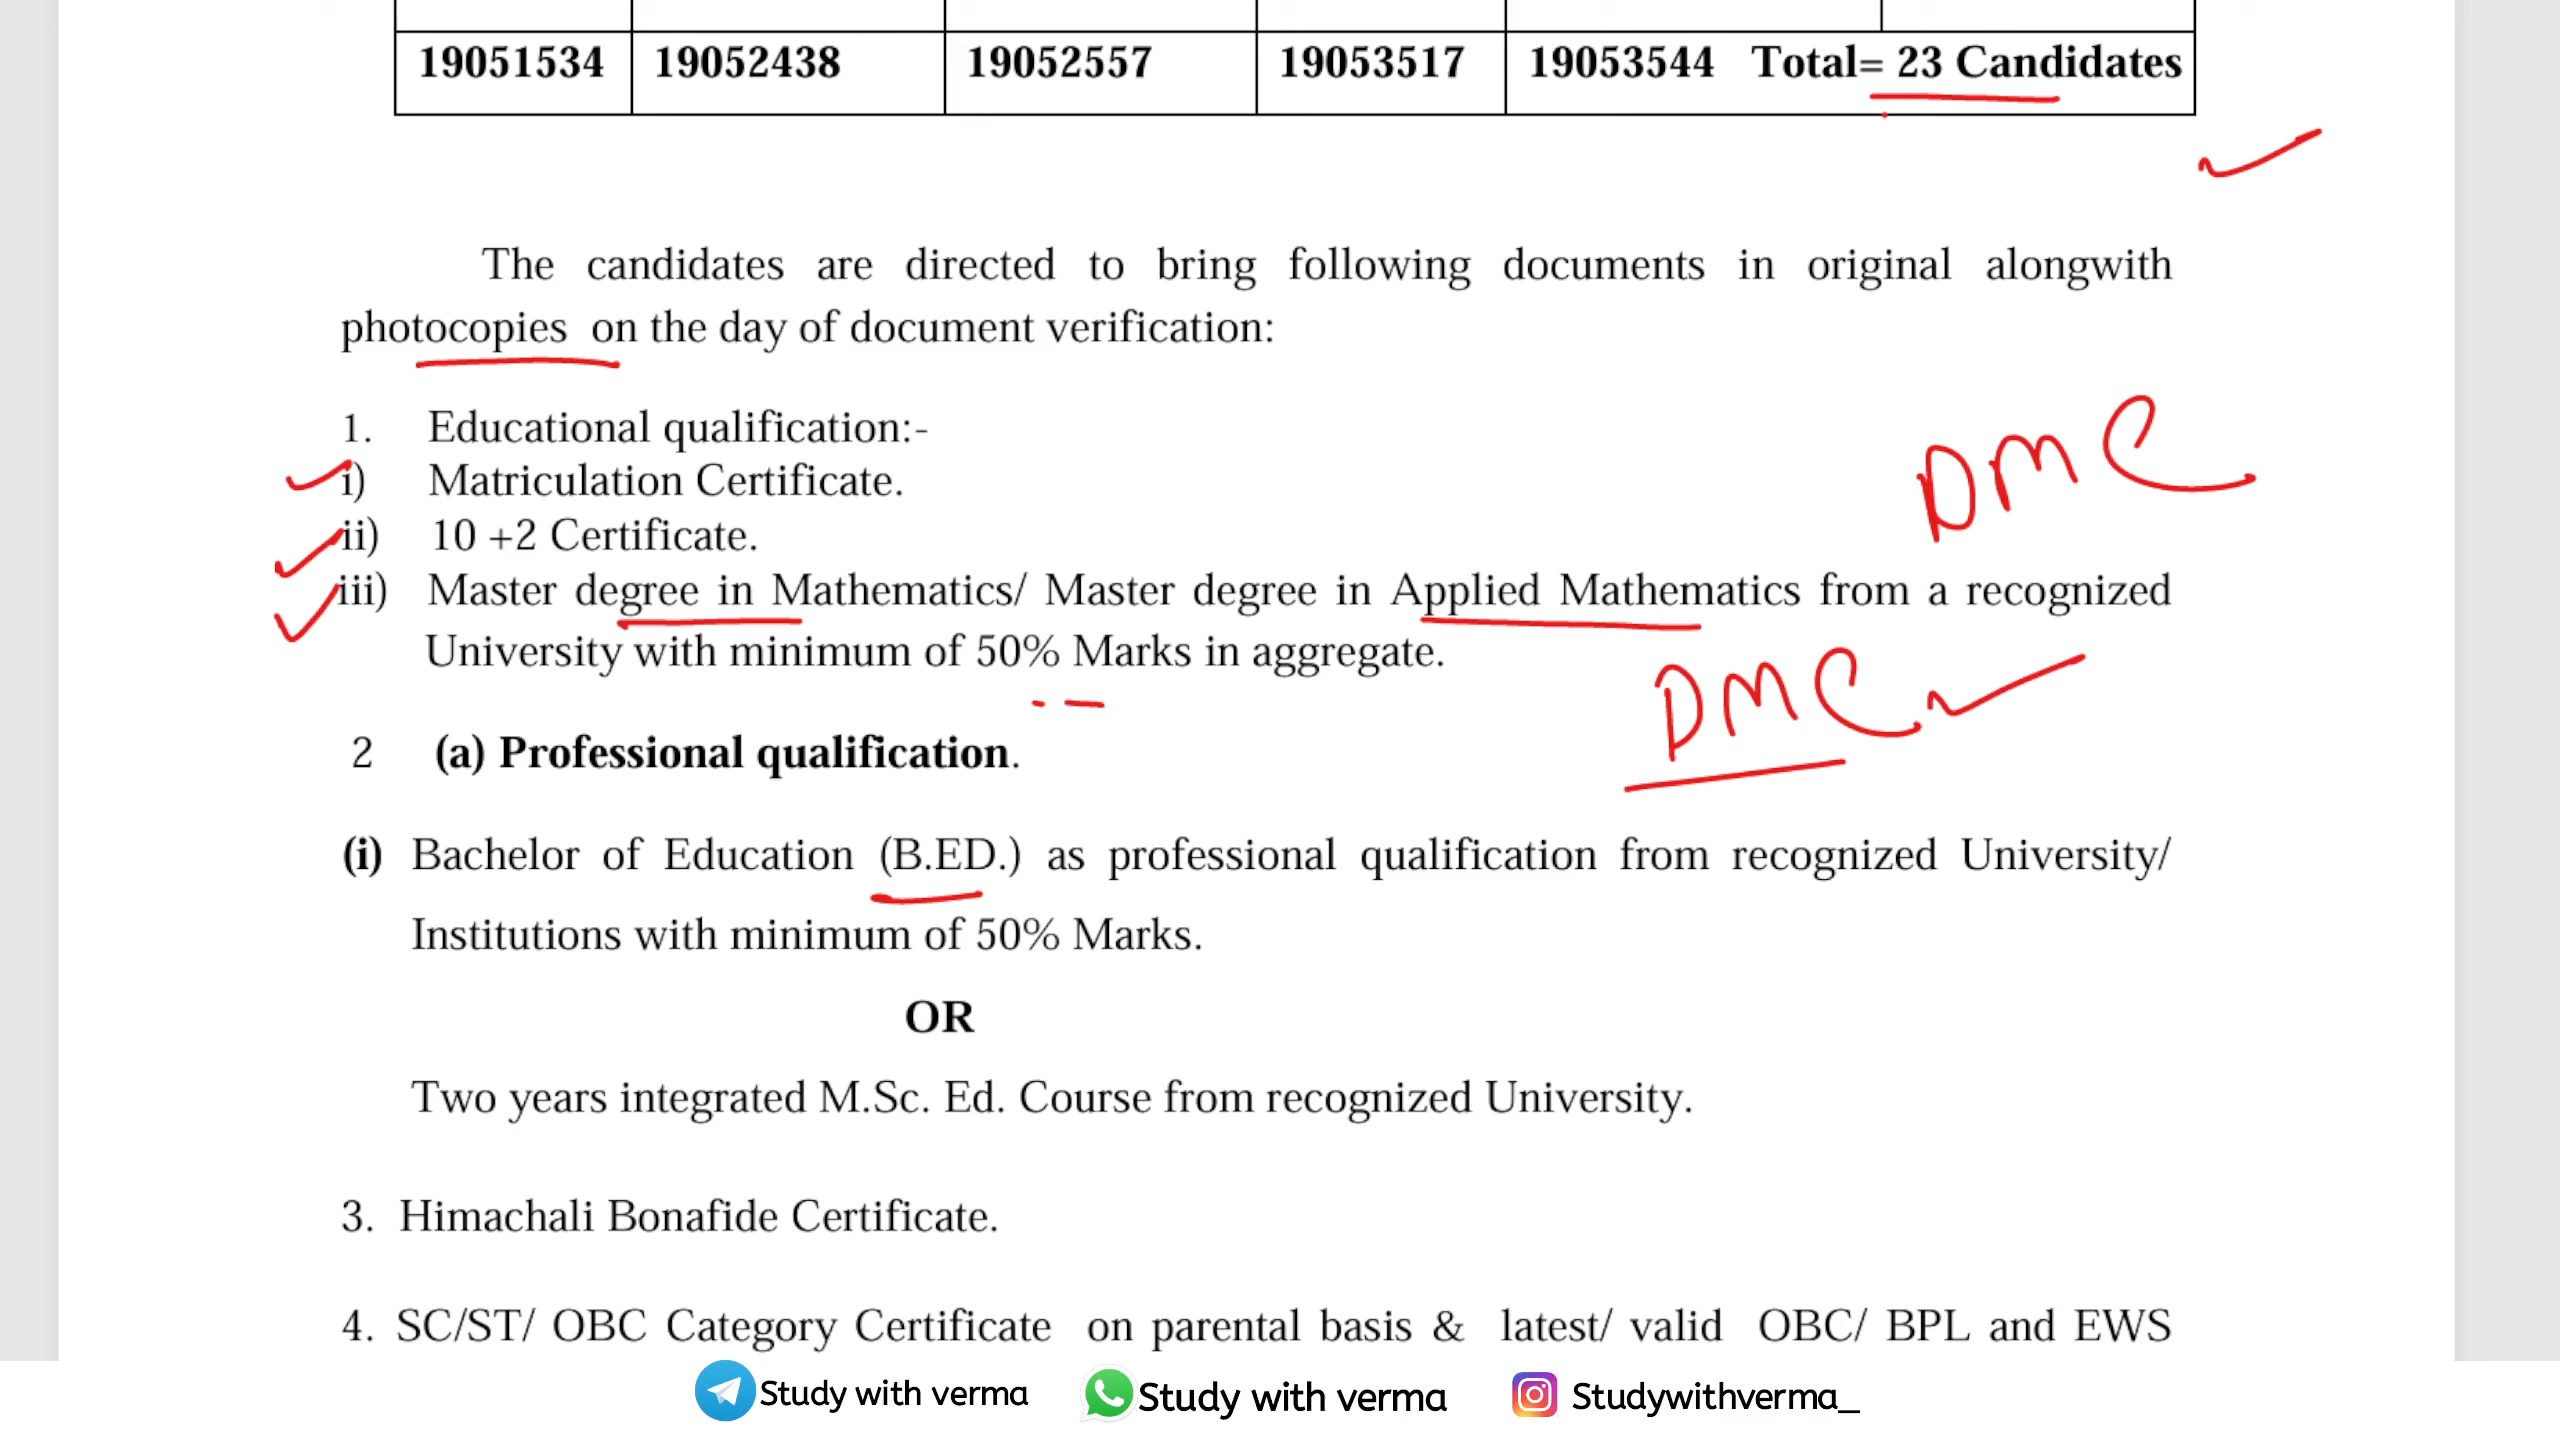 19051534 19052438 19052557 19053517 19053544 Total= 23 Candidates
The candidates are directed to bring following documents in original alongwith
photocopies on the day of document verification:
1. Educational qualification:-
i) Matriculation Certificate.
DMC
ii) 10 +2 Certificate.
iii) Master degree in Mathematics/ Master degree in Applied Mathematics from a recognized
University with minimum of 50% Marks in aggregate.
DMC
2 (a) Professional qualification.
(i) Bachelor of Education (B.ED.) as professional qualification from recognized University/
Institutions with minimum of 50% Marks.
OR
Two years integrated M.Sc. Ed. Course from recognized University.
3. Himachali Bonafide Certificate.
4. SC/ST/ OBC Category Certificate on parental basis & latest/ valid OBC/ BPL and EWS
Study with verma Study with verma Studywithverma_